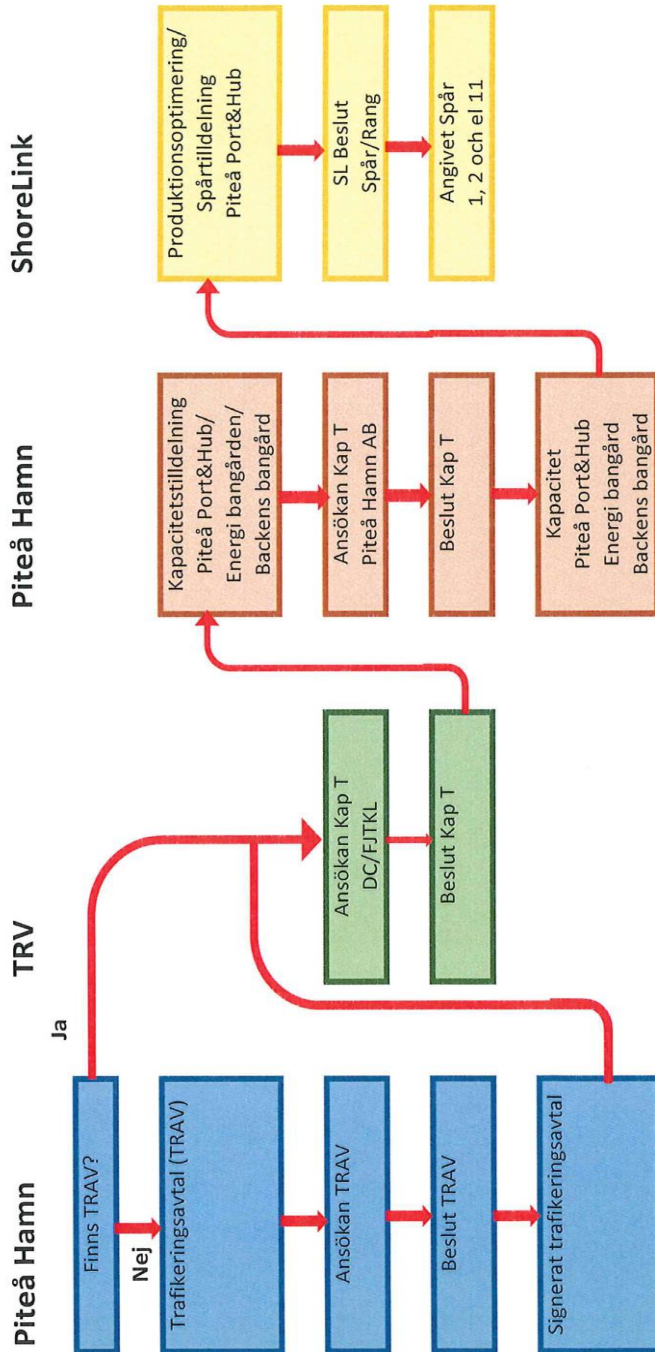 Piteå Hamn
Finns TRAV?
Ja
Nej
Trafikeringsavtal (TRAV)
Ansökan TRAV
Beslut TRAV
Signerat trafikeringsavtal
TRV
Ansökan Kap T
DC/FJTKL
Beslut Kap T
Piteå Hamn
Kapacitetstilldelning
Piteå Port&Hub/
Energi bangården/
Backens bangård
Ansökan Kap T
Piteå Hamn AB
Beslut Kap T
Kapacitet
Piteå Port&Hub
Energi bangård
Backens bangård
ShoreLink
Produktionsoptimering/
Spårtilldelning
Piteå Port&Hub
SL Beslut
Spår/Rang
Angivet Spår
1, 2 och el 11